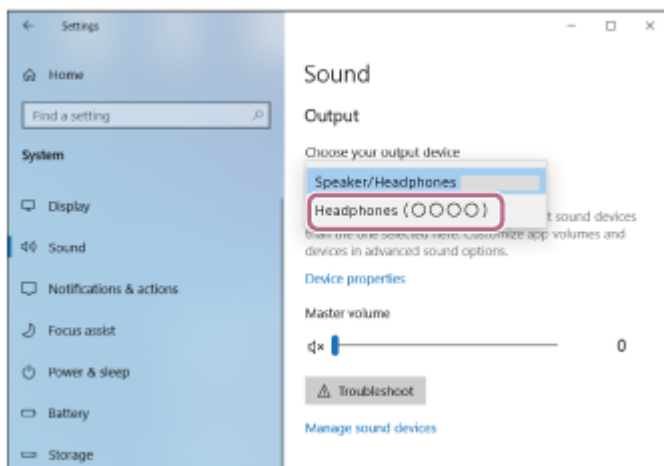 Settings
Home
Find a setting
System
Display
Sound
Notifications & actions
Focus assist
Power & sleep
Battery
Storage
Sound
Output
Choose your output device
Speaker/Headphones
Headphones (○○○○)
t sound devices
than the one selected here. Customize app volumes and
devices in advanced sound options.
Device properties
Master volume
0
Troubleshoot
Manage sound devices